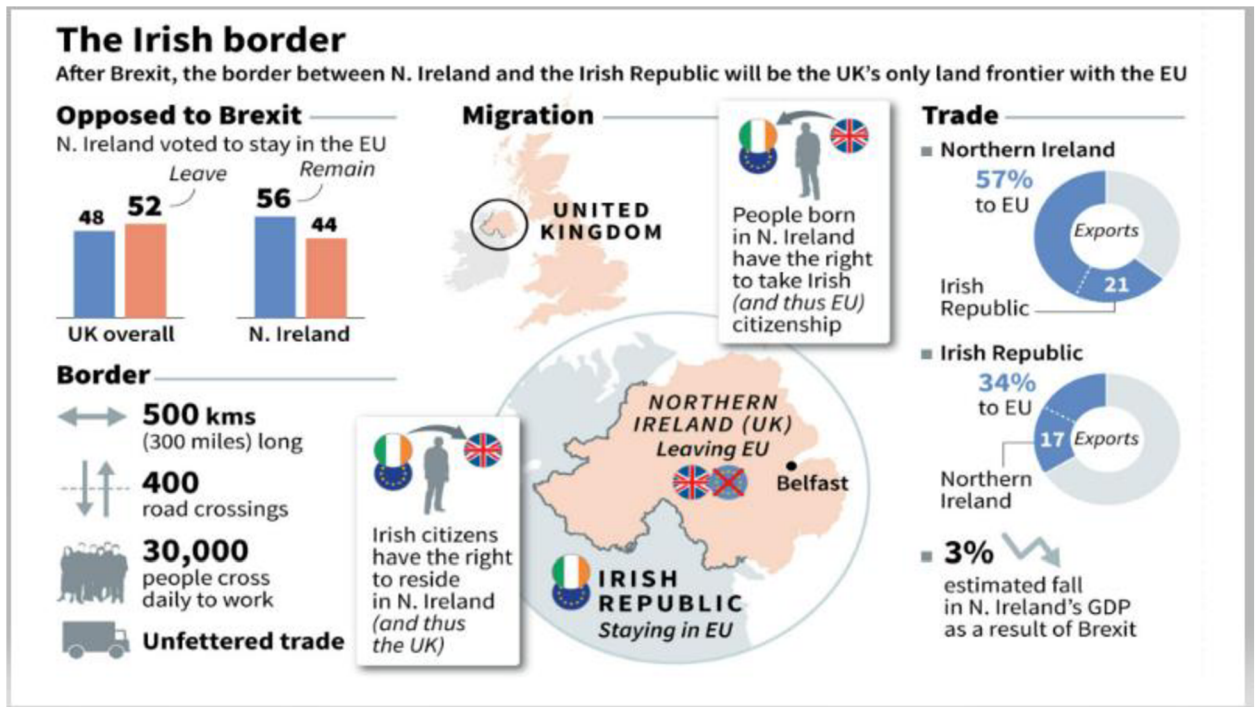 The Irish border
After Brexit, the border between N. Ireland and the Irish Republic will be the UK's only land frontier with the EU
Opposed to Brexit
N. Ireland voted to stay in the EU
Leave
Remain
48
52
56
44
UK overall
N. Ireland
Border
500 kms
(300 miles) long
400
road crossings
30,000
people cross
daily to work
Unfettered trade
Migration
UNITED
KINGDOM
People born
in N. Ireland
have the right
to take Irish
(and thus EU)
citizenship
Irish citizens
have the right
to reside
in N. Ireland
(and thus
the UK)
NORTHERN
IRELAND (UK)
Leaving EU
Belfast
IRISH
REPUBLIC
Staying in EU
Trade
Northern Ireland
57%
to EU
Exports
Irish
Republic
21
Irish Republic
34%
to EU
17
Exports
Northern
Ireland
3%
estimated fall
in N. Ireland's GDP
as a result of Brexit